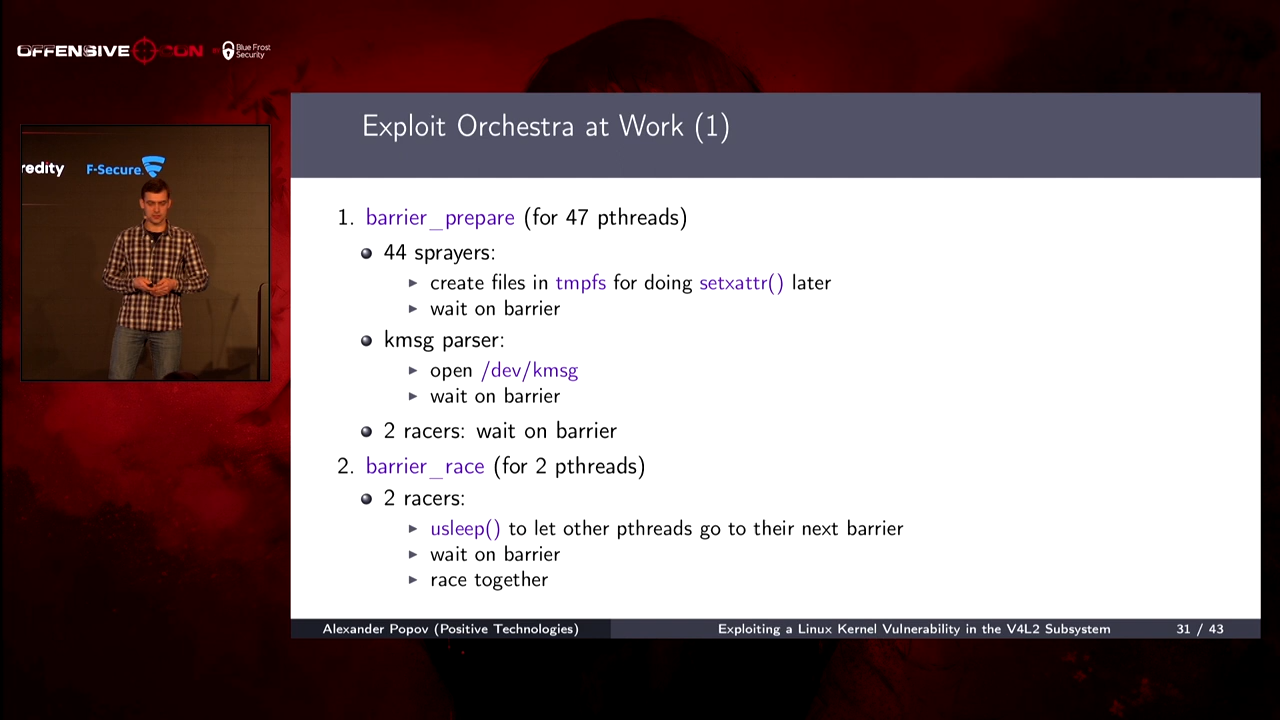 OFFENSIVE CON BY Blue Frost Security
redity F-Secure
Exploit Orchestra at Work (1)
1. barrier_prepare (for 47 pthreads)
44 sprayers:
create files in tmpfs for doing setxattr() later
wait on barrier
kmsg parser:
open /dev/kmsg
wait on barrier
2 racers: wait on barrier
2. barrier_race (for 2 pthreads)
2 racers:
usleep() to let other pthreads go to their next barrier
wait on barrier
race together
Alexander Popov (Positive Technologies) Exploiting a Linux Kernel Vulnerability in the V4L2 Subsystem 31 / 43